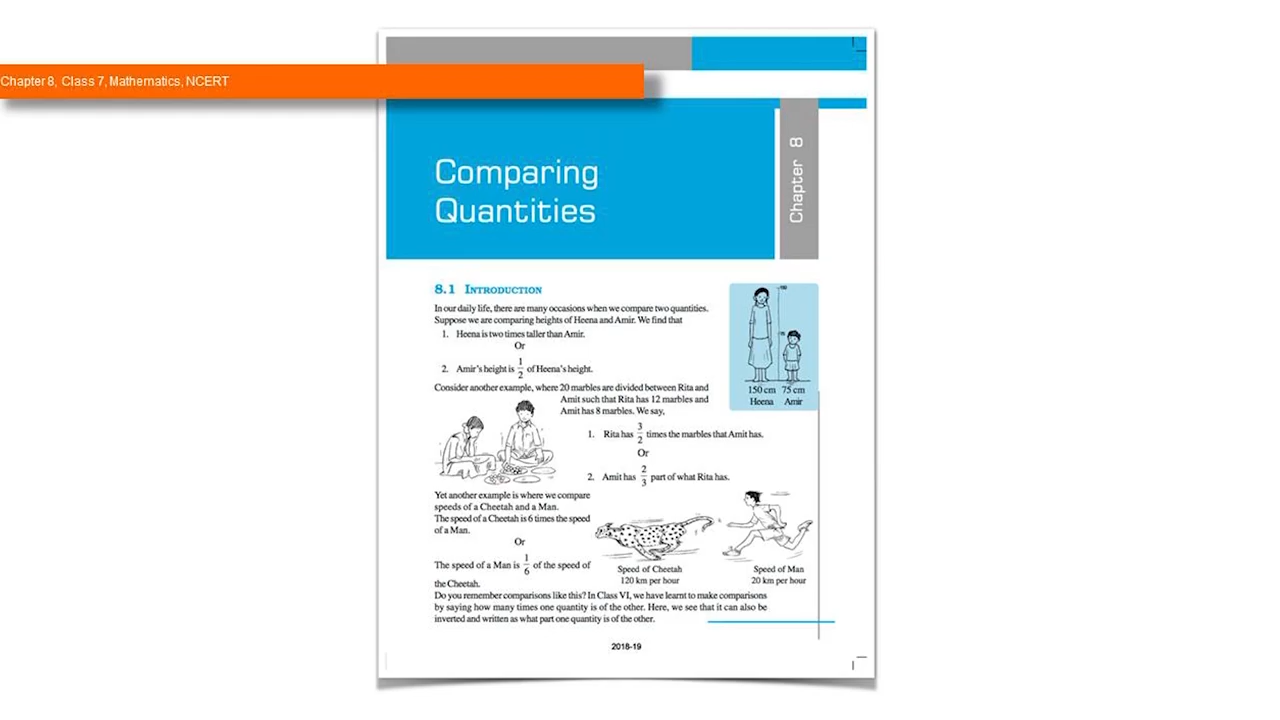 Chapter 8, Class 7, Mathematics, NCERT
Comparing
Quantities
Chapter 8
8.1 INTRODUCTION
In our daily life, there are many occasions when we compare two quantities.
Suppose we are comparing heights of Heena and Amir. We find that
1. Heena is two times taller than Amir.
Or
2. Amir's height is 1/2 of Heena's height.
150
75
150 cm 75 cm
Heena Amir
Consider another example, where 20 marbles are divided between Rita and
Amit such that Rita has 12 marbles and
Amit has 8 marbles. We say,
1. Rita has 3/2 times the marbles that Amit has.
Or
2. Amit has 2/3 part of what Rita has.
Yet another example is where we compare
speeds of a Cheetah and a Man.
The speed of a Cheetah is 6 times the speed
of a Man.
Or
The speed of a Man is 1/6 of the speed of
the Cheetah.
Speed of Cheetah
120 km per hour
Speed of Man
20 km per hour
Do you remember comparisons like this? In Class VI, we have learnt to make comparisons
by saying how many times one quantity is of the other. Here, we see that it can also be
inverted and written as what part one quantity is of the other.
2018-19